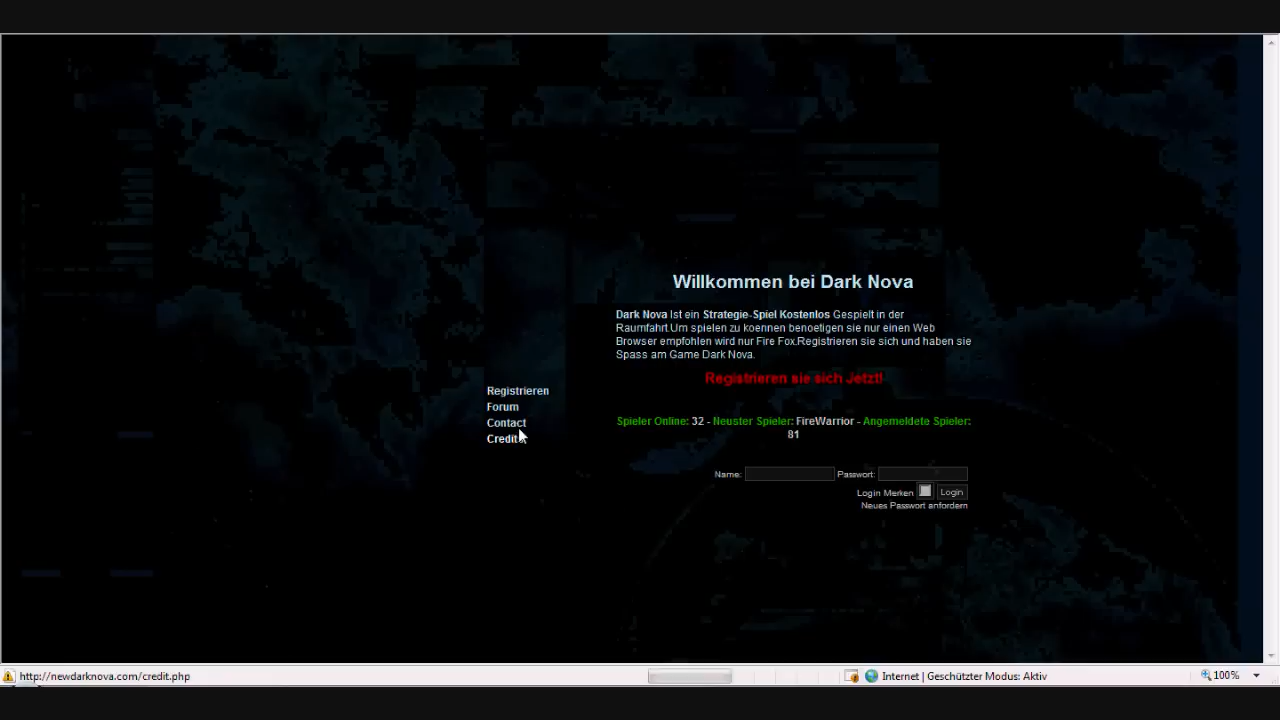 Willkommen bei Dark Nova
Dark Nova Ist ein Strategie-Spiel Kostenlos Gespielt in der
Raumfahrt.Um spielen zu koennen benoetigen sie nur einen Web
Browser empfohlen wird nur Fire Fox.Registrieren sie sich und haben sie
Spass am Game Dark Nova.
Registrieren sie sich Jetzt!
Registrieren
Forum
Contact
Credit
Spieler Online: 32 - Neuster Spieler: FireWarrior - Angemeldete Spieler:
81
Name: Passwort:
Login Merken Login
Neues Passwort anfordern
http://newdarknova.com/credit.php
Internet | Geschützter Modus: Aktiv
100%